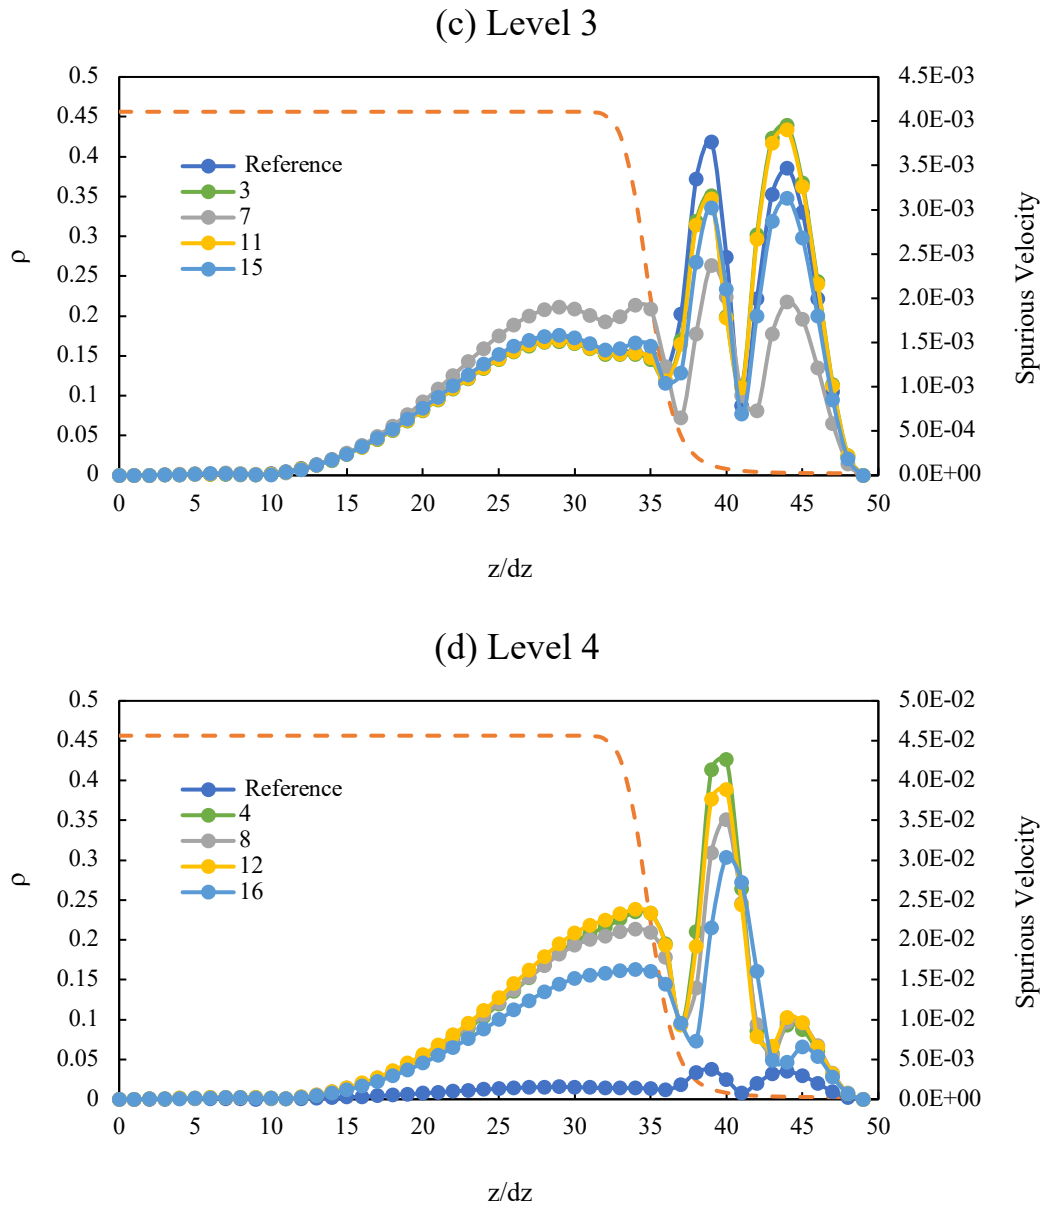 (c) Level 3
0.5
0.45
0.4
0.35
0.3
0.25
0.2
0.15
0.1
0.05
0
ρ
Reference
3
7
11
15
4.5E-03
4.0E-03
3.5E-03
3.0E-03
2.5E-03
2.0E-03
1.5E-03
1.0E-03
5.0E-04
0.0E+00
Spurious Velocity
0 5 10 15 20 25 30 35 40 45 50
z/dz
(d) Level 4
0.5
0.45
0.4
0.35
0.3
0.25
0.2
0.15
0.1
0.05
0
ρ
Reference
4
8
12
16
5.0E-02
4.5E-02
4.0E-02
3.5E-02
3.0E-02
2.5E-02
2.0E-02
1.5E-02
1.0E-02
5.0E-03
0.0E+00
Spurious Velocity
0 5 10 15 20 25 30 35 40 45 50
z/dz